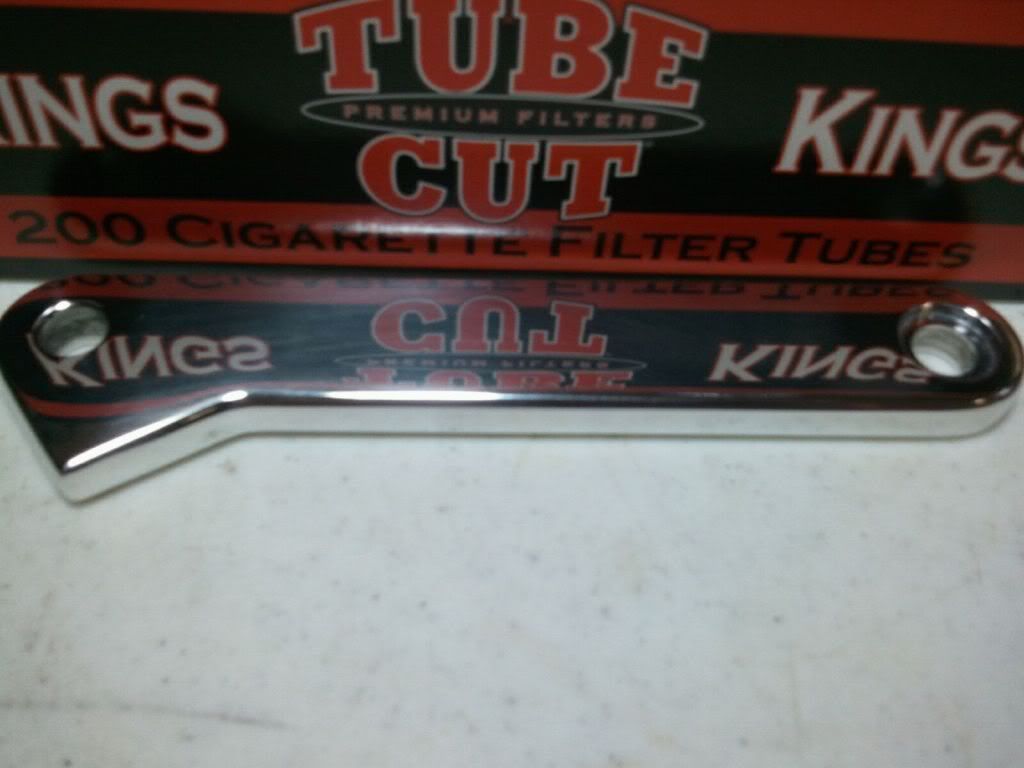 TUBE
PREMIUM FILTERS
CUT
KINGS
KINGS
200 CIGARETTE FILTER TUBES